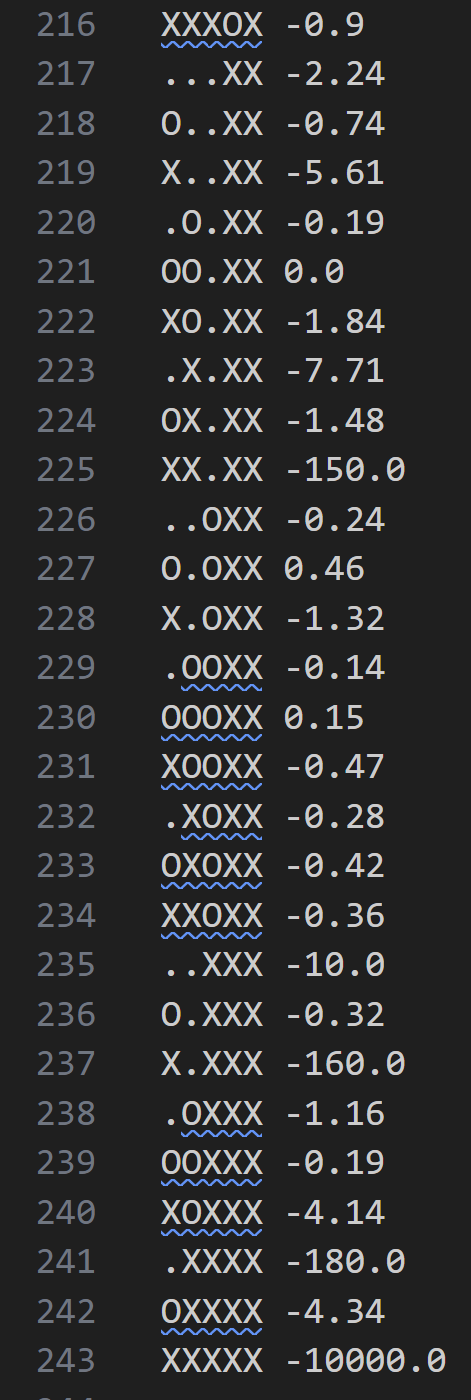 216 XXXOX -0.9
217 ...XX -2.24
218 O..XX -0.74
219 X..XX -5.61
220 .O.XX -0.19
221 OO.XX 0.0
222 XO.XX -1.84
223 .X.XX -7.71
224 OX.XX -1.48
225 XX.XX -150.0
226 ..OXX -0.24
227 O.OXX 0.46
228 X.OXX -1.32
229 .OOXX -0.14
230 OOOXX 0.15
231 XOOXX -0.47
232 .XOXX -0.28
233 OXOXX -0.42
234 XXOXX -0.36
235 ..XXX -10.0
236 O.XXX -0.32
237 X.XXX -160.0
238 .OXXX -1.16
239 OOXXX -0.19
240 XOXXX -4.14
241 .XXXX -180.0
242 OXXXX -4.34
243 XXXXX -10000.0